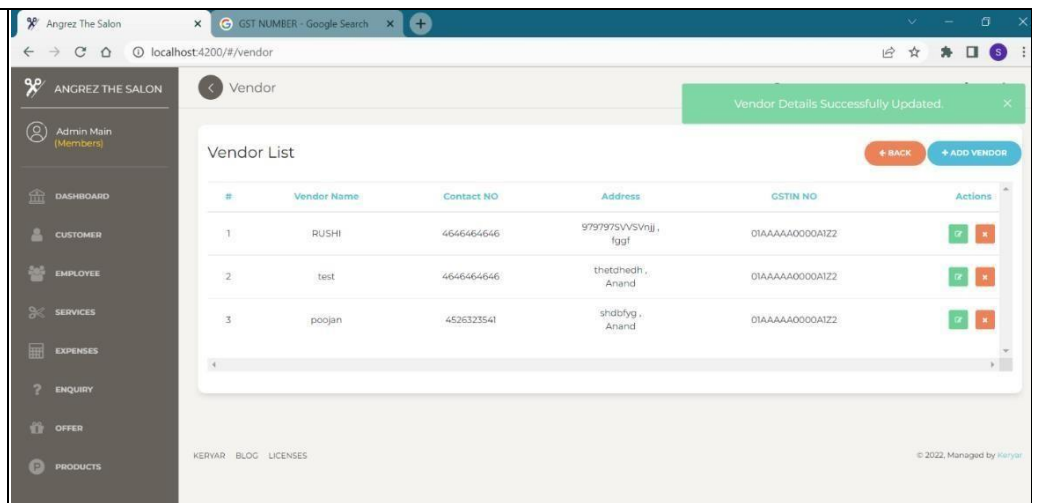 Angrez The Salon
GST NUMBER - Google Search
localhost:4200/#/vendor
S
ANGREZ THE SALON
Vendor
Vendor Details Successfully Updated.
Admin Main
(Members)
Vendor List
BACK
+ ADD VENDOR
DASHBOARD
# Vendor Name Contact NO Address GSTIN NO Actions
CUSTOMER
1 RUSHI 4646464646 979797SVVSVnjj, 01AAAAA0000A1Z2
fggf
EMPLOYEE
2 test 4646464646 thetdhedh, 01AAAAA0000A1Z2
Anand
SERVICES
3 poojan 4526323541 shdbfyg, 01AAAAA0000A1Z2
Anand
EXPENSES
? ENQUIRY
OFFER
P PRODUCTS
KERYAR BLOG LICENSES
© 2022, Managed by Keryar